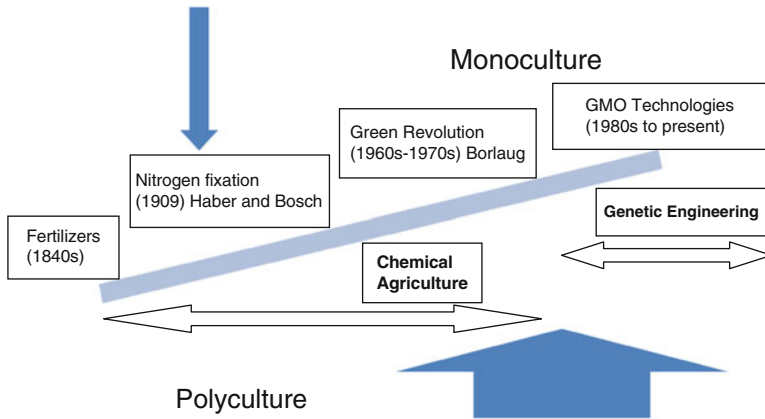 Monoculture
GMO Technologies
(1980s to present)
Green Revolution
(1960s-1970s) Borlaug
Nitrogen fixation
(1909) Haber and Bosch
Fertilizers
(1840s)
Genetic Engineering
Chemical
Agriculture
Polyculture